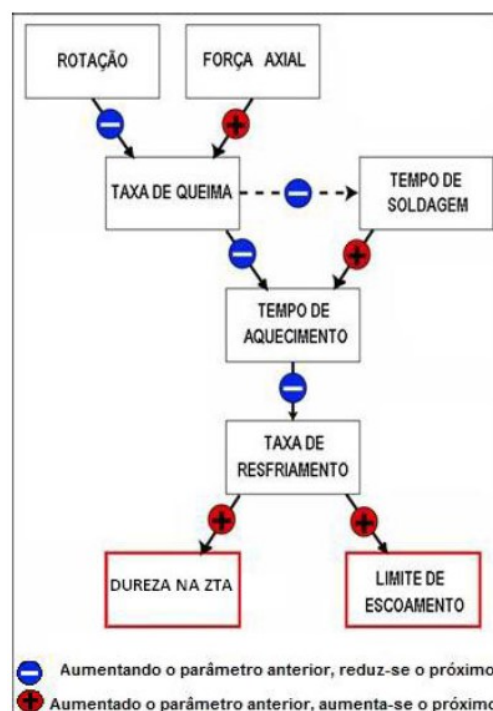 ROTAÇÃO
FORÇA AXIAL
TAXA DE QUEIMA
TEMPO DE
SOLDAGEM
TEMPO DE
AQUECIMENTO
TAXA DE
RESFRIAMENTO
DUREZA NA ZTA
LIMITE DE
ESCOAMENTO
Aumentando o parâmetro anterior, reduz-se o próximo
Aumentado o parâmetro anterior, aumenta-se o próximo